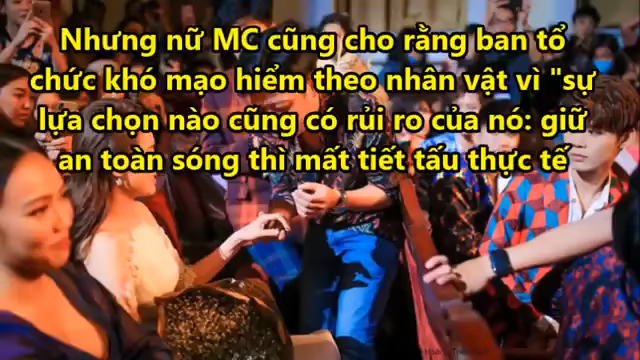 Nhưng nữ MC cũng cho rằng ban tổ
chức khó mạo hiểm theo nhân vật vì "sự
lựa chọn nào cũng có rủi ro của nó: giữ
an toàn sóng thì mất tiết tấu thực tế